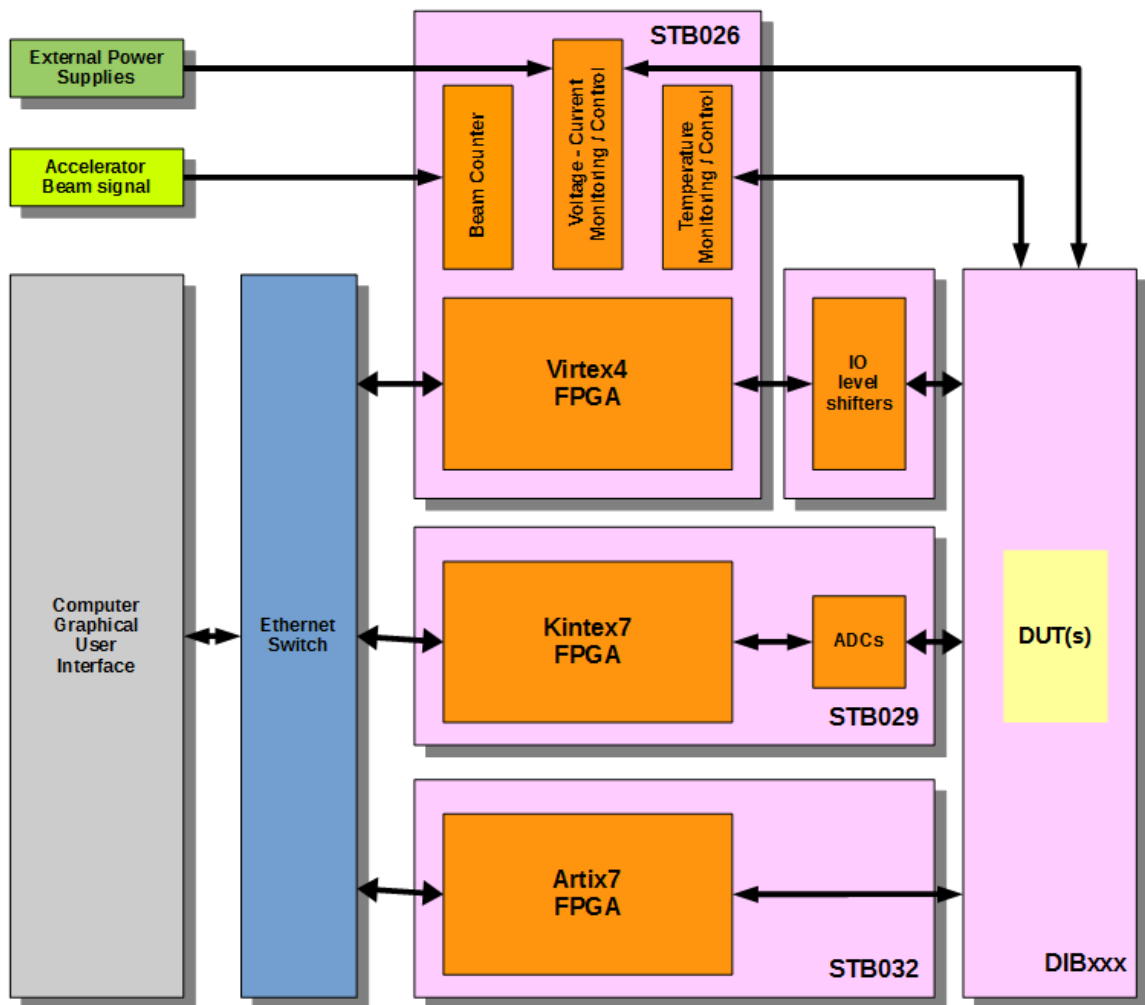 STB026
External Power
Supplies
Voltage - Current
Monitoring / Control
Beam Counter
Temperature
Monitoring / Control
Accelerator
Beam signal
Virtex4
FPGA
IO
level
shifters
Computer
Graphical
User
Interface
Ethernet
Switch
Kintex7
FPGA
ADCs
DUT(s)
STB029
Artix7
FPGA
STB032
DIBxxx